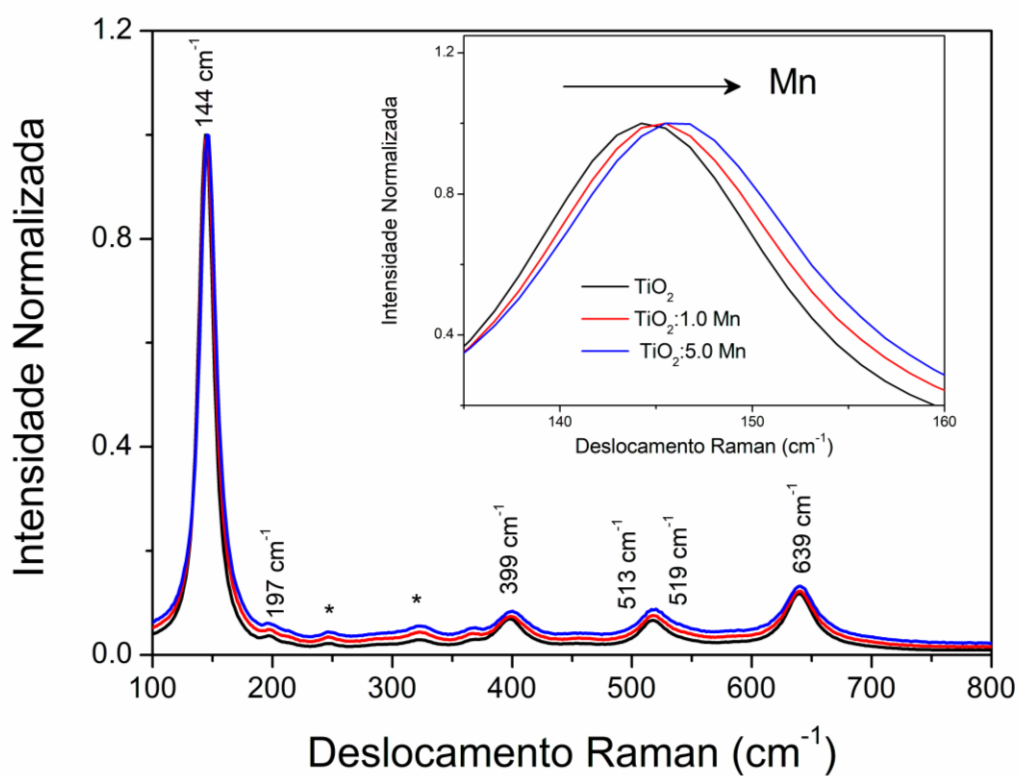 Intensidade Normalizada
1.2
0.8
0.4
0.0
144 cm⁻¹
197 cm⁻¹
*
*
399 cm⁻¹
513 cm⁻¹
519 cm⁻¹
639 cm⁻¹
100 200 300 400 500 600 700 800
Deslocamento Raman (cm⁻¹)
Intensidade Normalizada
1.2
0.8
0.4
Mn
TiO₂
TiO₂:1.0 Mn
TiO₂:5.0 Mn
140 150 160
Deslocamento Raman (cm⁻¹)